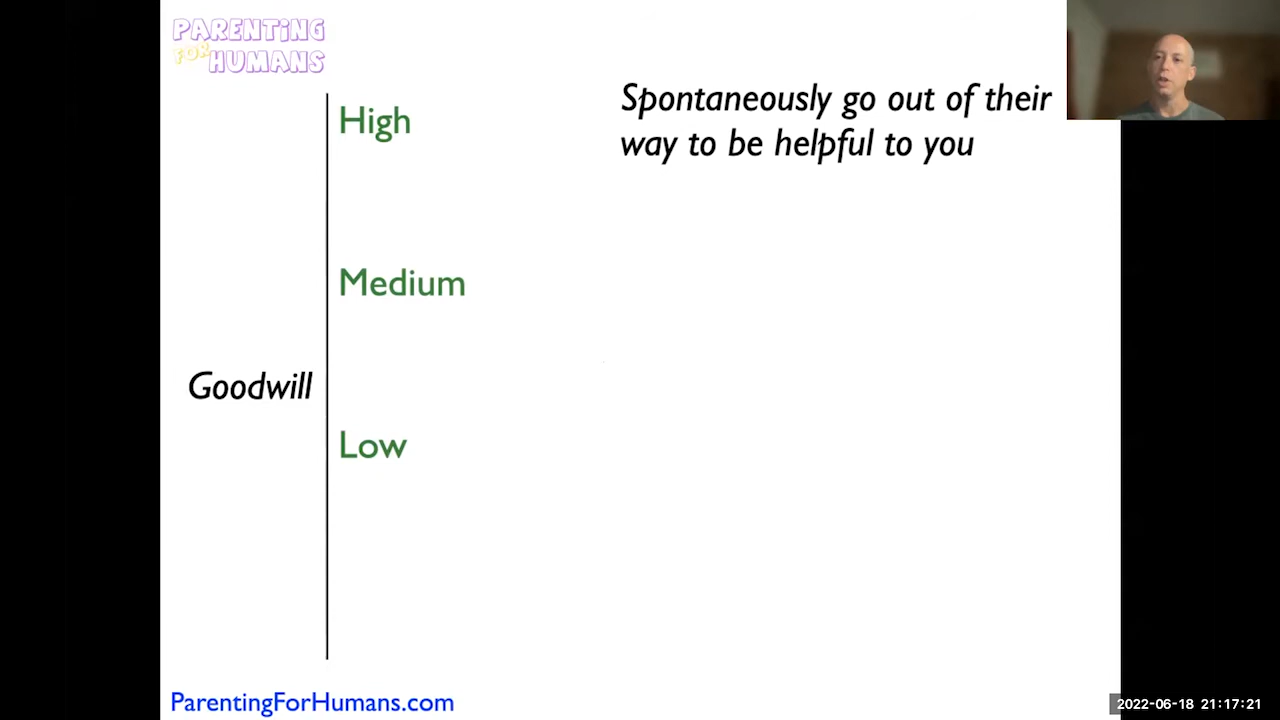 PARENTING
FOR HUMANS
High
Spontaneously go out of their
way to be helpful to you
Medium
Goodwill
Low
ParentingForHumans.com
2022-06-18 21:17:21